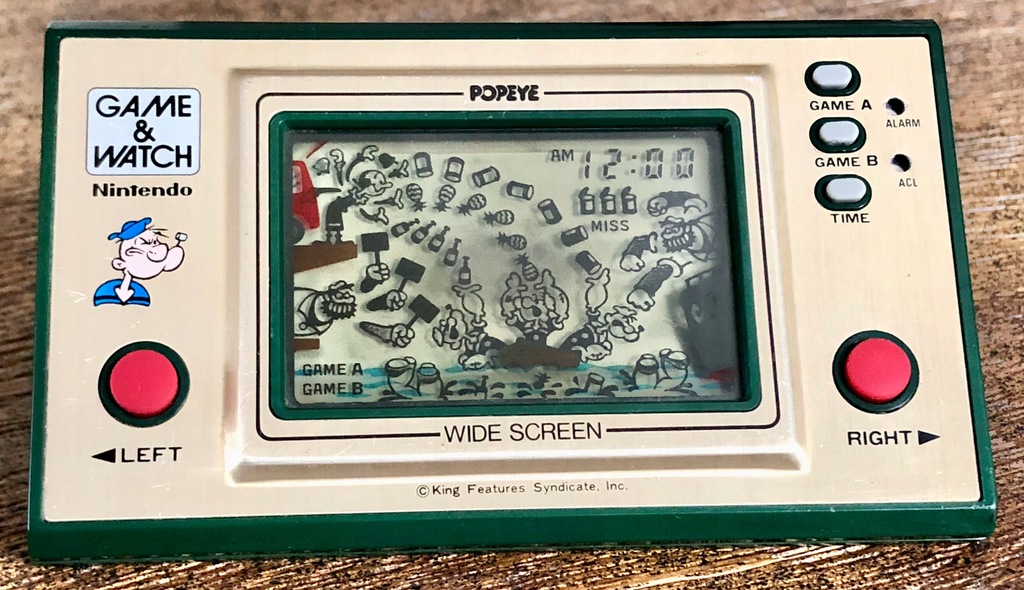 GAME
&
WATCH
Nintendo
POPEYE
AM 12:00
MISS
GAME A
GAME B
WIDE SCREEN
GAME A
ALARM
GAME B
ACL
TIME
◄LEFT
RIGHT►
©King Features Syndicate, Inc.